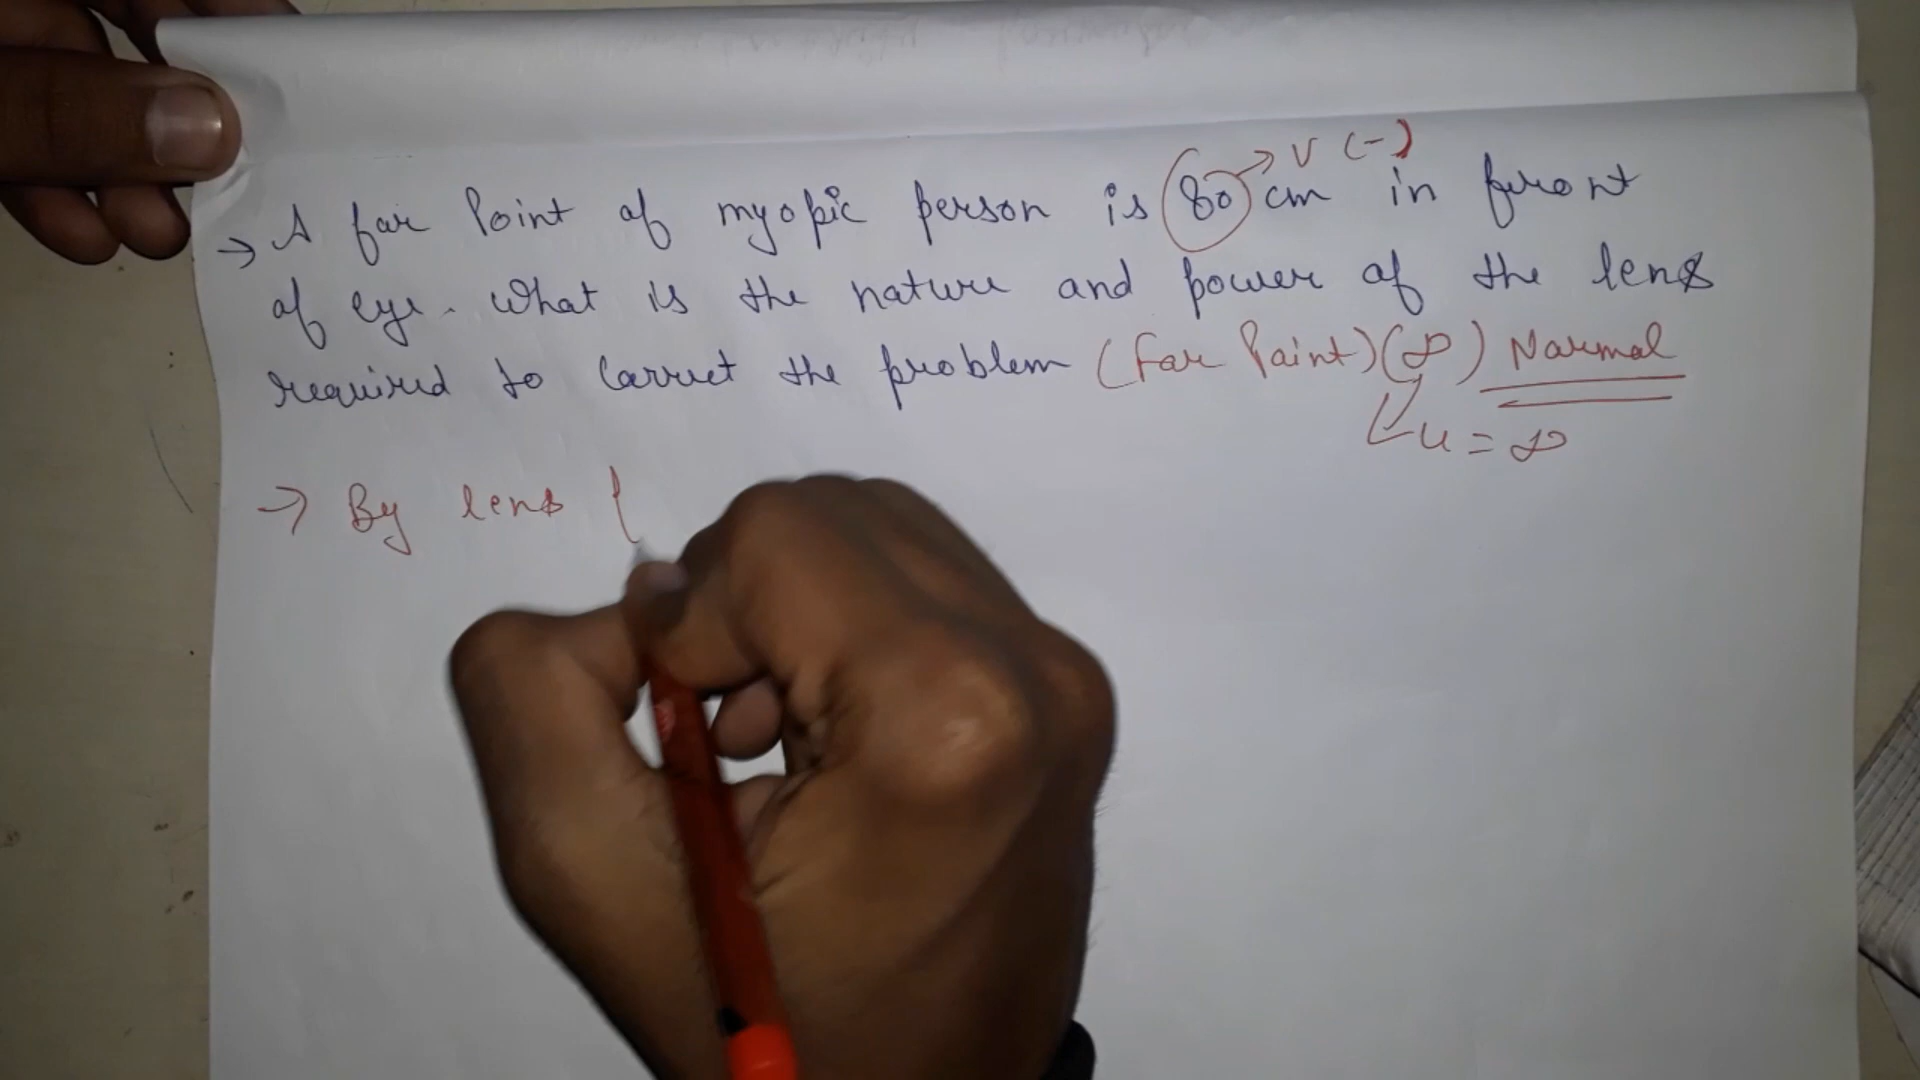 → V (-)
→ A far Point of myopic person is 80 cm in front
of eye. What is the nature and power of the lens
required to correct the problem (Far Point) (∞) Normal
u = ∞
→ By lens f